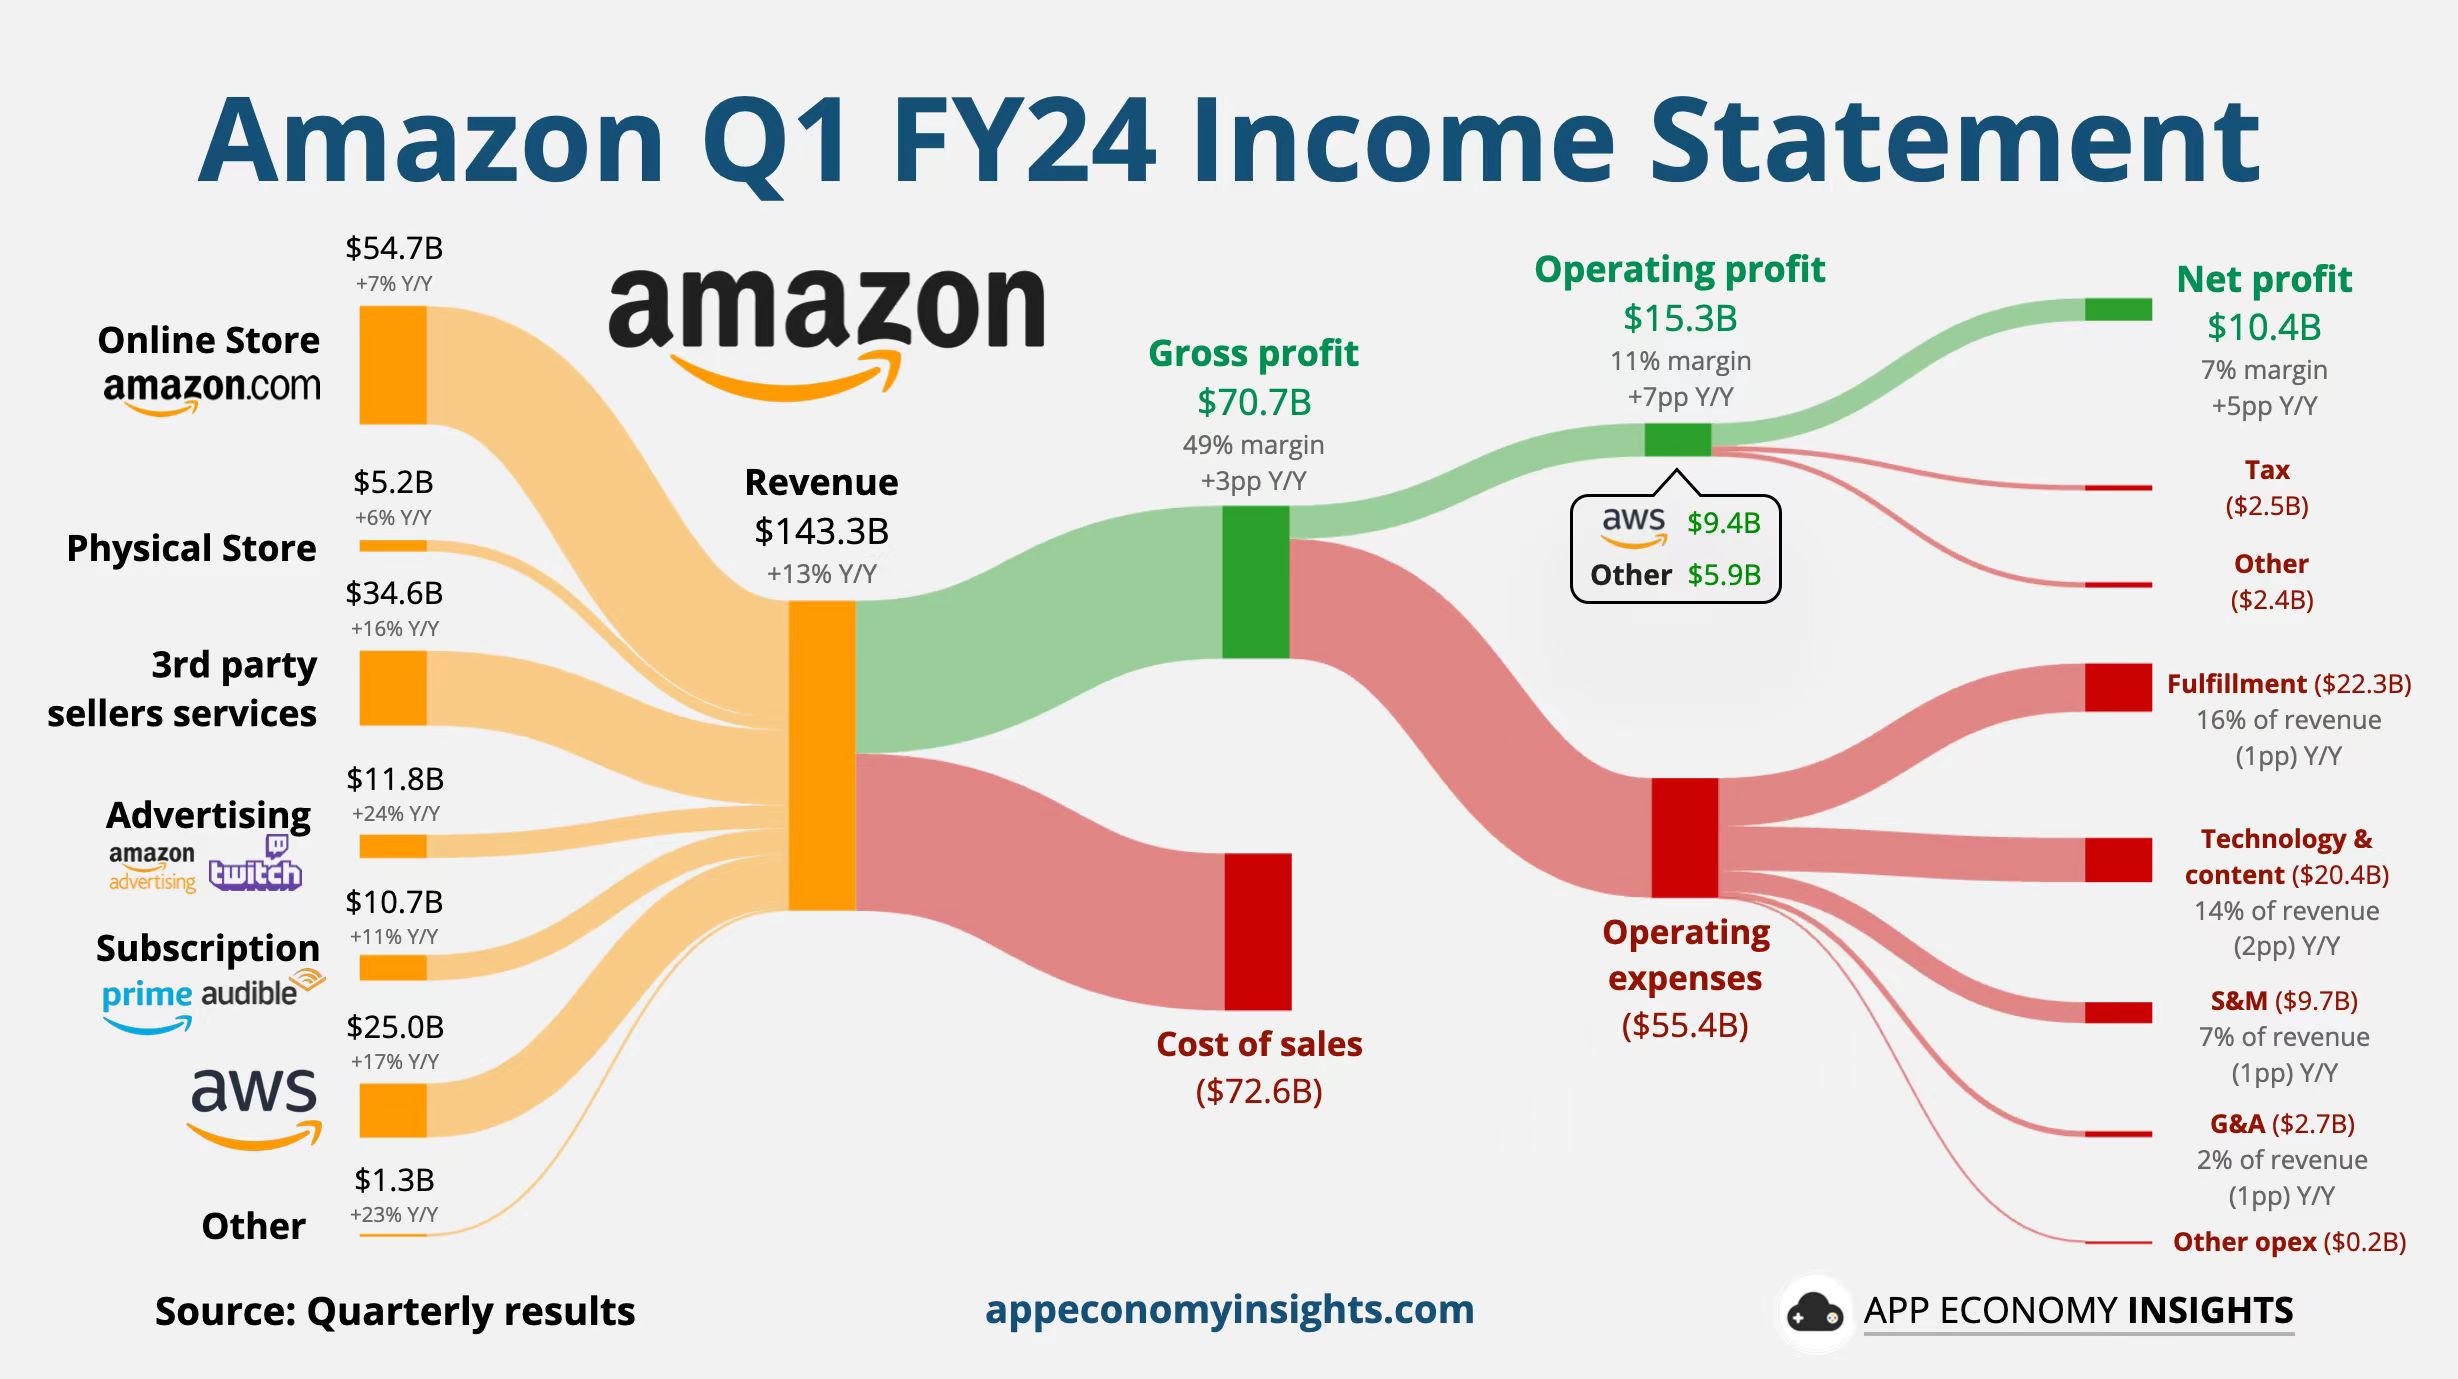 Amazon Q1 FY24 Income Statement
$54.7B
+7% Y/Y
Online Store
amazon.com
$5.2B
+6% Y/Y
Physical Store
$34.6B
+16% Y/Y
3rd party
sellers services
$11.8B
+24% Y/Y
Advertising
amazon
advertising
twitch
$10.7B
+11% Y/Y
Subscription
prime
audible
$25.0B
+17% Y/Y
aws
$1.3B
+23% Y/Y
Other
amazon
Revenue
$143.3B
+13% Y/Y
Gross profit
$70.7B
49% margin
+3pp Y/Y
Cost of sales
($72.6B)
Operating profit
$15.3B
11% margin
+7pp Y/Y
aws $9.4B
Other $5.9B
Operating
expenses
($55.4B)
Net profit
$10.4B
7% margin
+5pp Y/Y
Tax
($2.5B)
Other
($2.4B)
Fulfillment ($22.3B)
16% of revenue
(1pp) Y/Y
Technology &
content ($20.4B)
14% of revenue
(2pp) Y/Y
S&M ($9.7B)
7% of revenue
(1pp) Y/Y
G&A ($2.7B)
2% of revenue
(1pp) Y/Y
Other opex ($0.2B)
Source: Quarterly results
appeconomyinsights.com
APP ECONOMY INSIGHTS